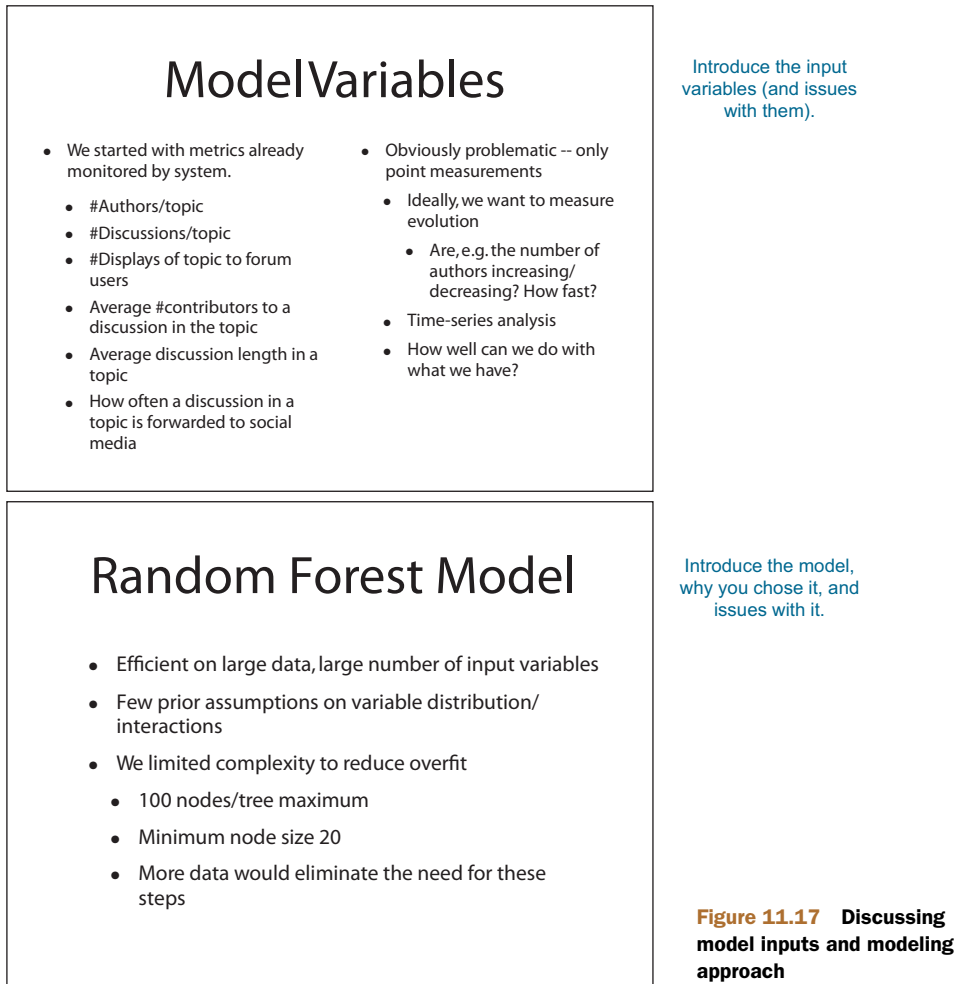 Model Variables
• We started with metrics already
monitored by system.
• #Authors/topic
• #Discussions/topic
• #Displays of topic to forum
users
• Average #contributors to a
discussion in the topic
• Average discussion length in a
topic
• How often a discussion in a
topic is forwarded to social
media
• Obviously problematic -- only
point measurements
• Ideally, we want to measure
evolution
• Are, e.g. the number of
authors increasing/
decreasing? How fast?
• Time-series analysis
• How well can we do with
what we have?
Introduce the input
variables (and issues
with them).
Random Forest Model
• Efficient on large data, large number of input variables
• Few prior assumptions on variable distribution/
interactions
• We limited complexity to reduce overfit
• 100 nodes/tree maximum
• Minimum node size 20
• More data would eliminate the need for these
steps
Introduce the model,
why you chose it, and
issues with it.
Figure 11.17 Discussing
model inputs and modeling
approach